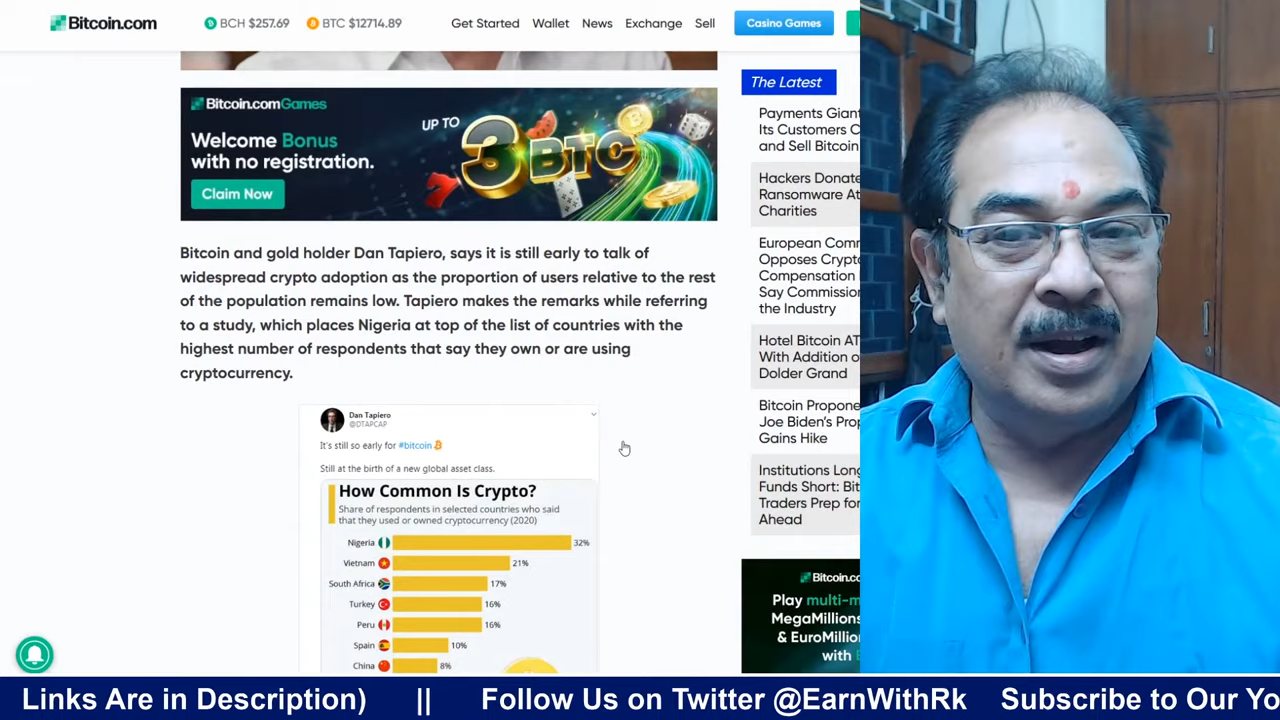 Bitcoin.com
BCH $257.69
BTC $12714.89
Get Started
Wallet
News
Exchange
Sell
Casino Games
Bitcoin.comGames
Welcome Bonus
with no registration.
Claim Now
UP TO
3 BTC
Bitcoin and gold holder Dan Tapiero, says it is still early to talk of
widespread crypto adoption as the proportion of users relative to the rest
of the population remains low. Tapiero makes the remarks while referring
to a study, which places Nigeria at top of the list of countries with the
highest number of respondents that say they own or are using
cryptocurrency.
Dan Tapiero
@DTAPCAP
It's still so early for #bitcoin
Still at the birth of a new global asset class.
How Common Is Crypto?
Share of respondents in selected countries who said
that they used or owned cryptocurrency (2020)
Nigeria 32%
Vietnam 21%
South Africa 17%
Turkey 16%
Peru 16%
Spain 10%
China 8%
The Latest
Payments Giant
Its Customers C
and Sell Bitcoin
Hackers Donate
Ransomware At
Charities
European Comm
Opposes Crypto
Compensation
Say Commission
the Industry
Hotel Bitcoin AT
With Addition o
Dolder Grand
Bitcoin Propone
Joe Biden's Prop
Gains Hike
Institutions Long
Funds Short: Bit
Traders Prep for
Ahead
Bitcoin.co
Play multi-m
MegaMillions
& EuroMillio
with
Links Are in Description) || Follow Us on Twitter @EarnWithRk Subscribe to Our Yo